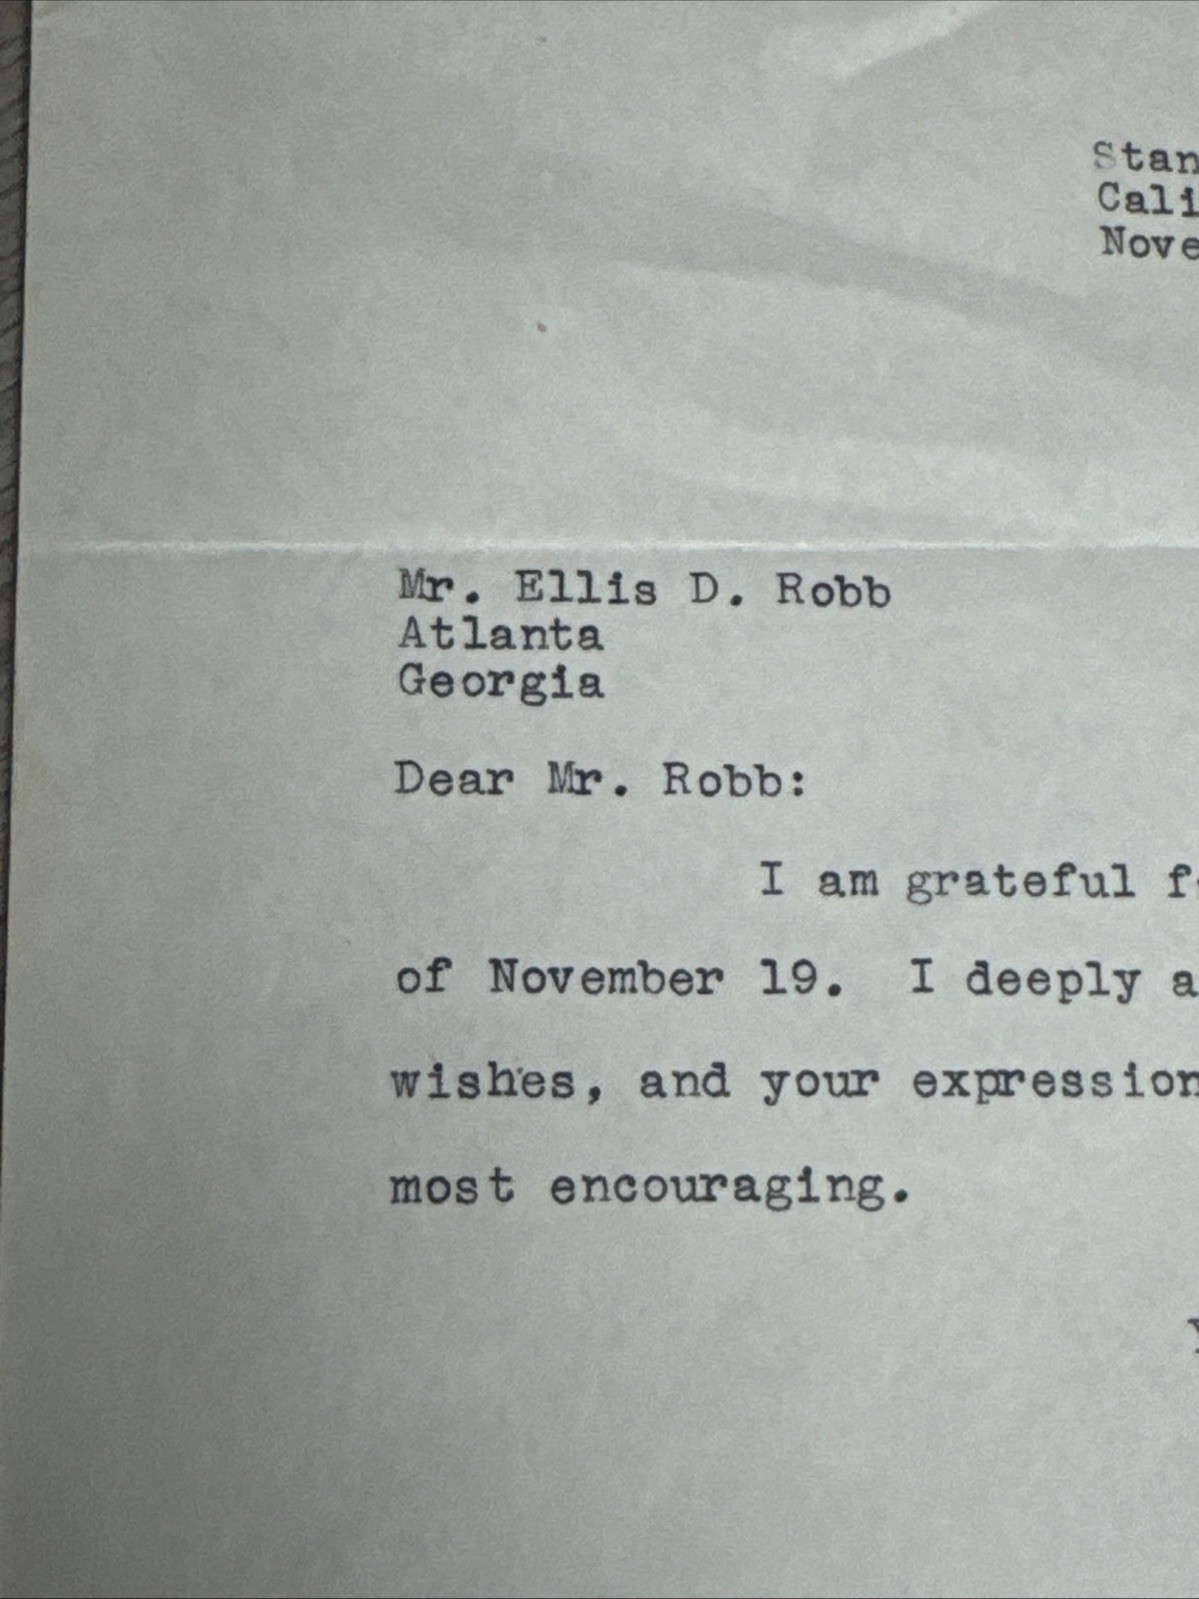 Stan
Cali
Nove
Mr. Ellis D. Robb
Atlanta
Georgia
Dear Mr. Robb:
I am grateful f
of November 19. I deeply a
wishes, and your expression
most encouraging.
Y